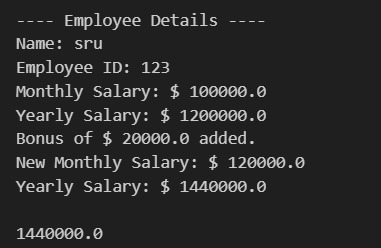 ---- Employee Details ----
Name: sru
Employee ID: 123
Monthly Salary: $ 100000.0
Yearly Salary: $ 1200000.0
Bonus of $ 20000.0 added.
New Monthly Salary: $ 120000.0
Yearly Salary: $ 1440000.0
1440000.0